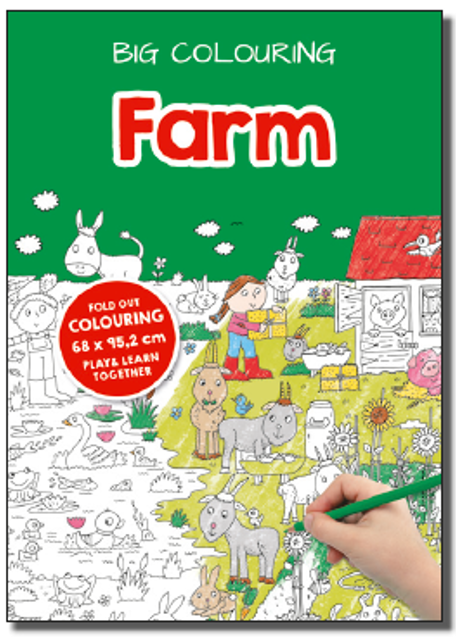 BIG COLOURING
Farm
FOLD OUT
COLOURING
68 x 95,2 cm
PLAY & LEARN
TOGETHER